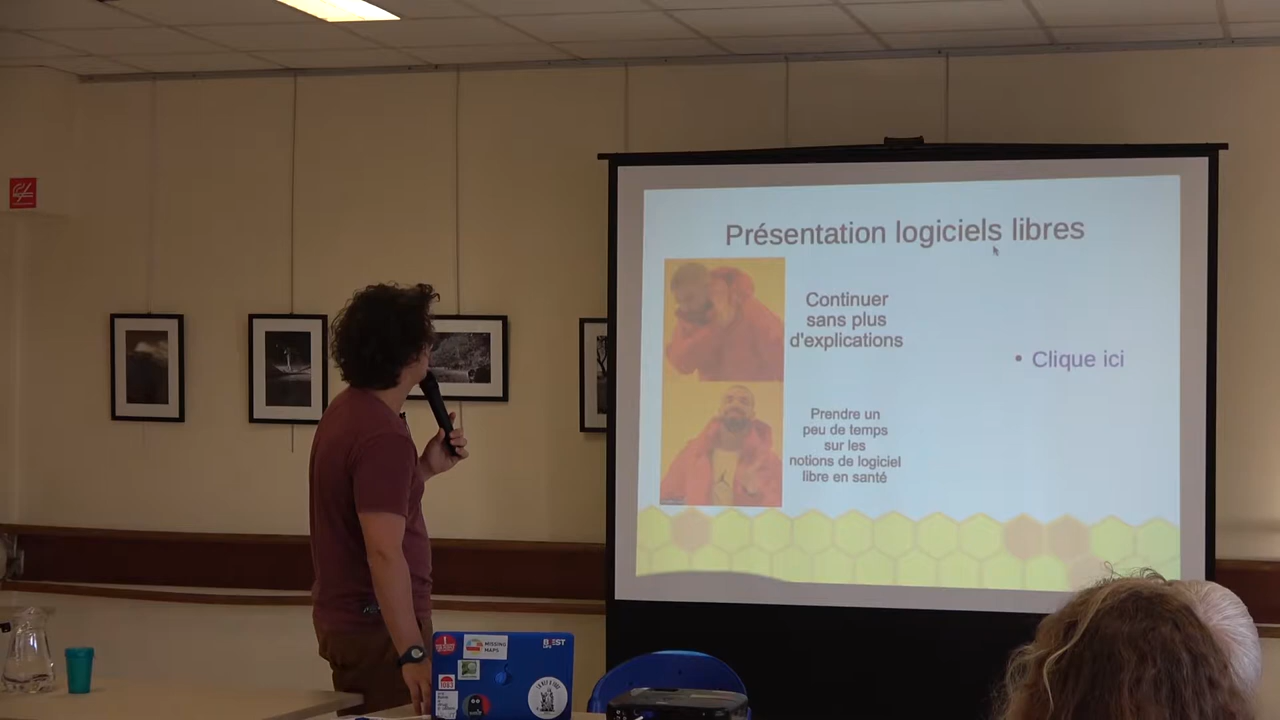 Présentation logiciels libres
Continuer
sans plus
d'explications
• Clique ici
Prendre un
peu de temps
sur les
notions de logiciel
libre en santé
MISSING
MAPS